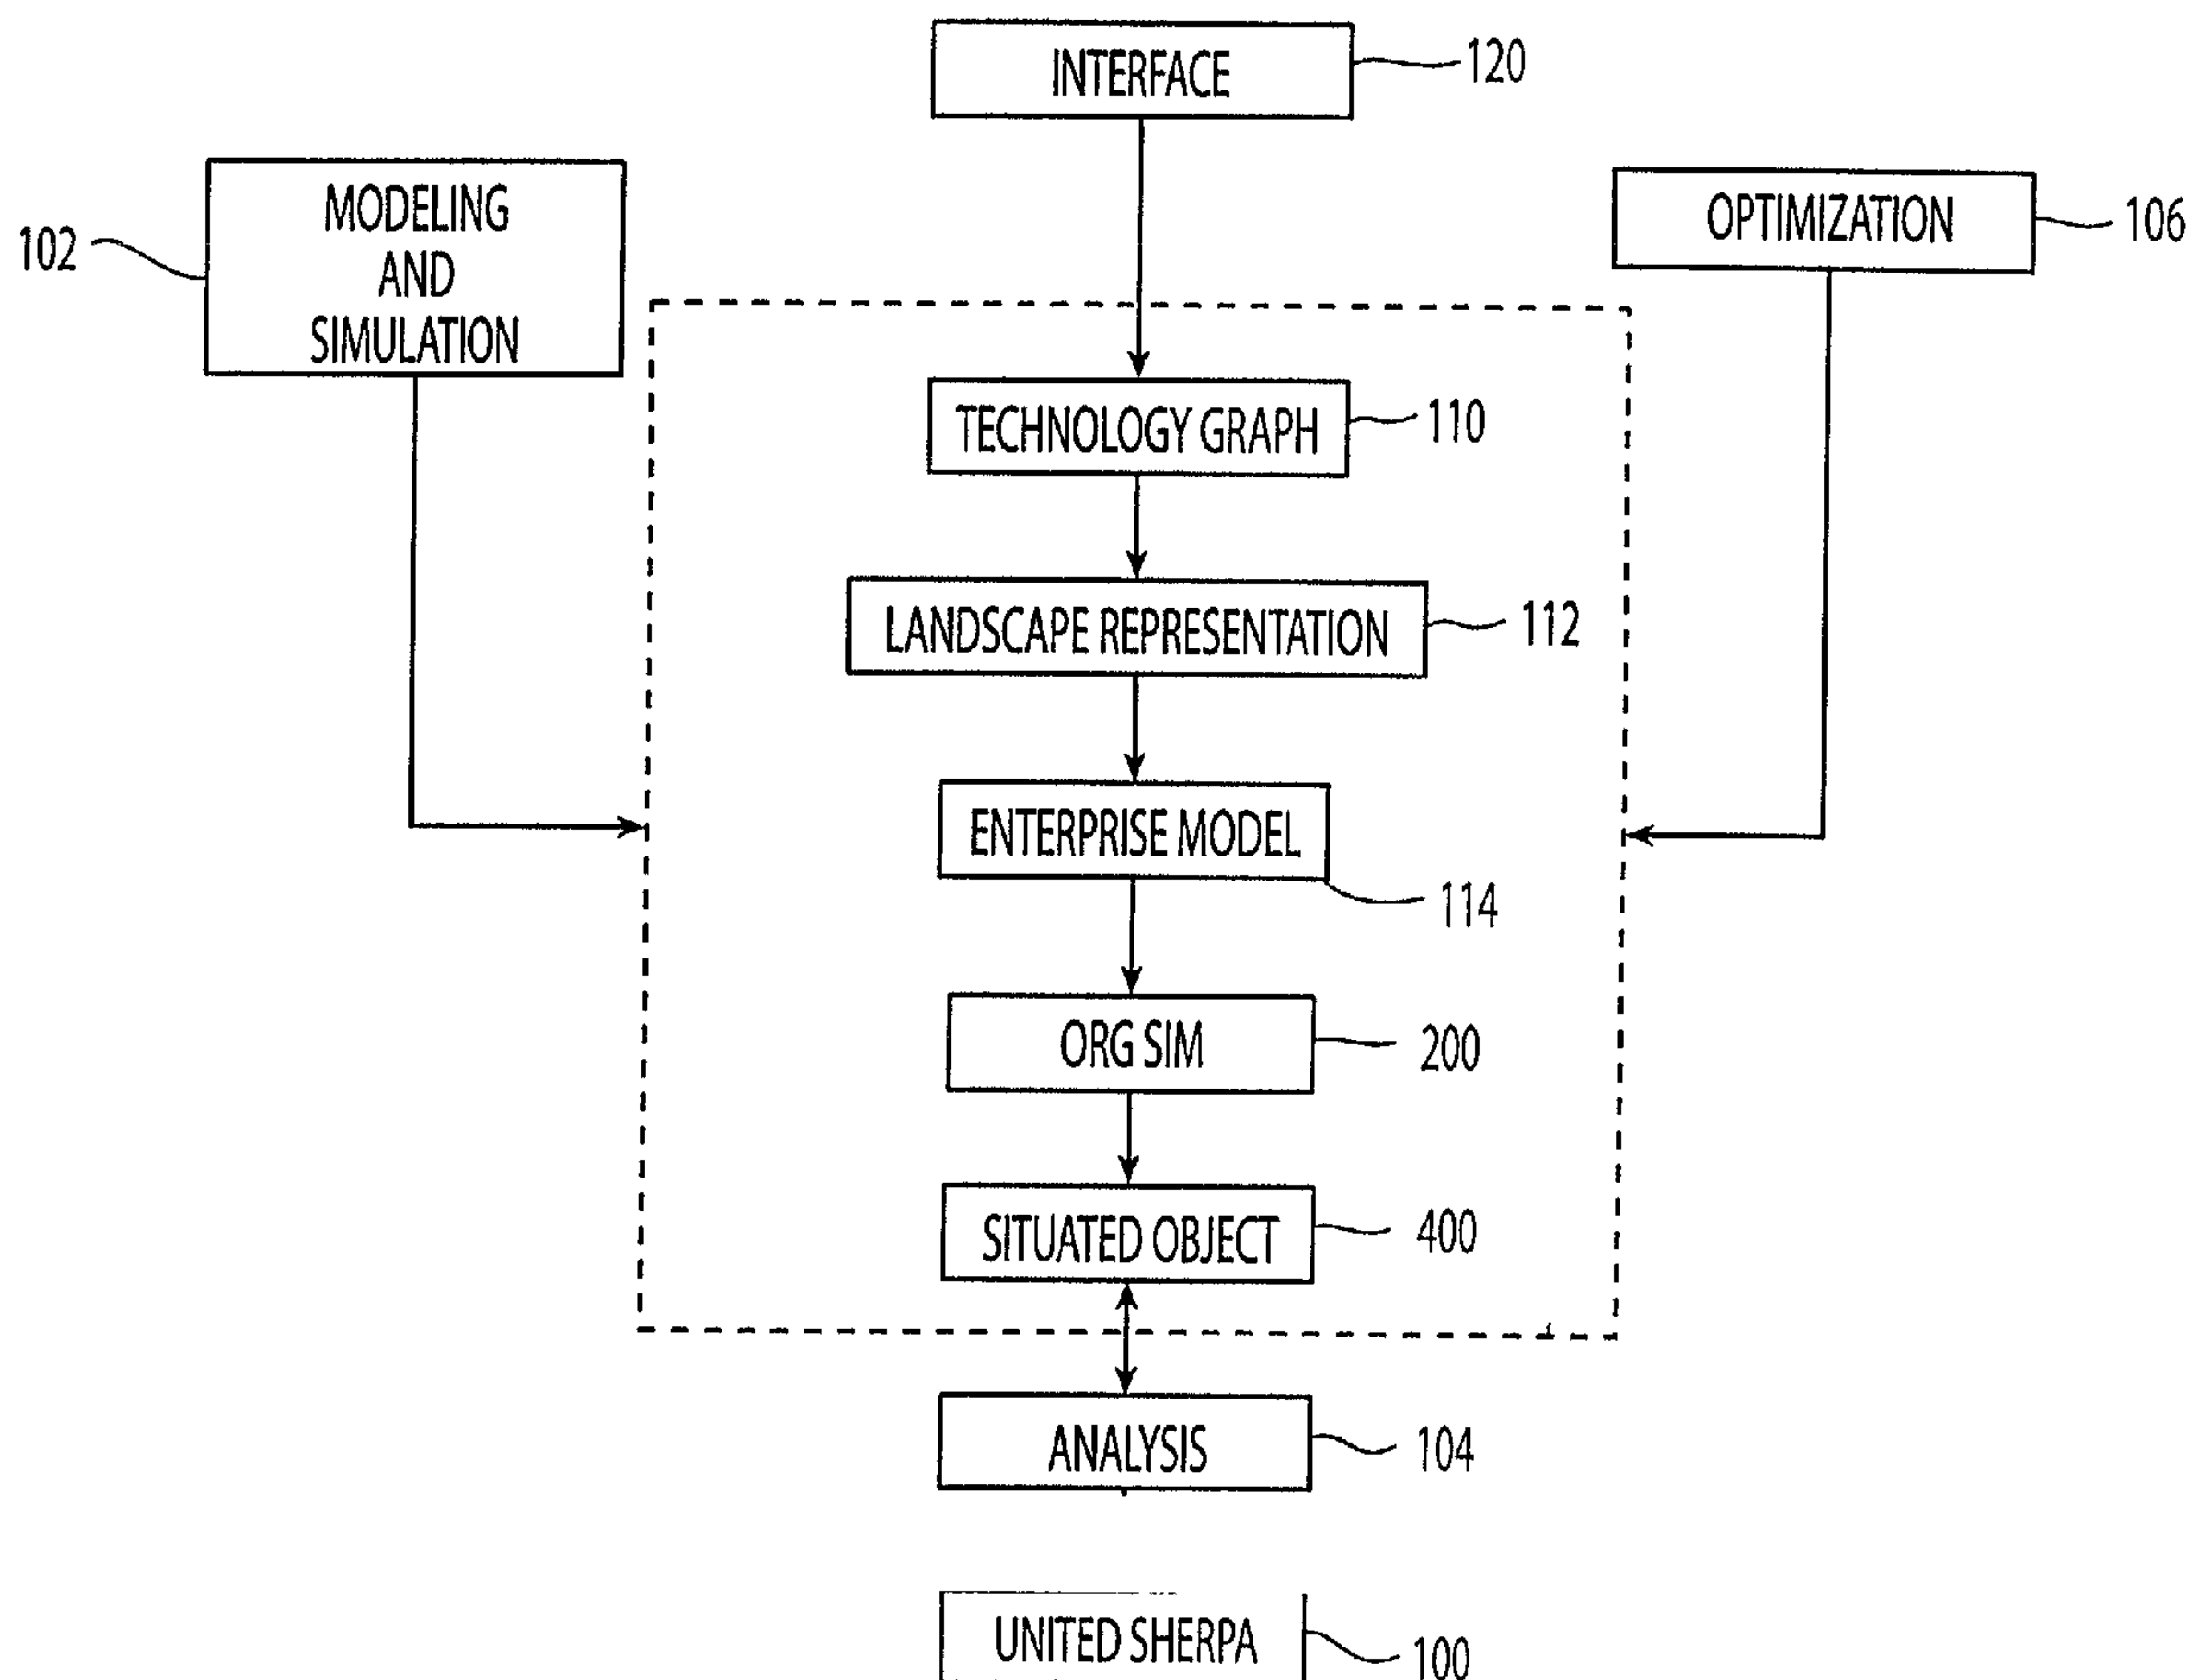 INTERFACE
120
MODELING
AND
SIMULATION
102
OPTIMIZATION
106
TECHNOLOGY GRAPH
110
LANDSCAPE REPRESENTATION
112
ENTERPRISE MODEL
114
ORG SIM
200
SITUATED OBJECT
400
ANALYSIS
104
UNITED SHERPA
100